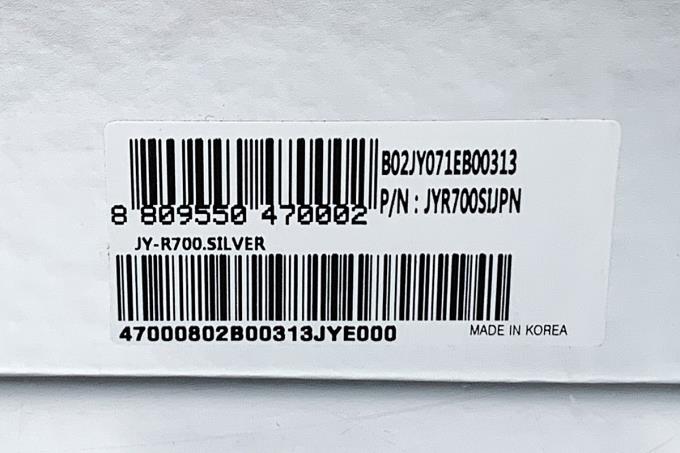 B02JY071EB00313
8 809550 470002
P/N : JYR700SIJPN
JY-R700.SILVER
47000802B00313JYE000
MADE IN KOREA